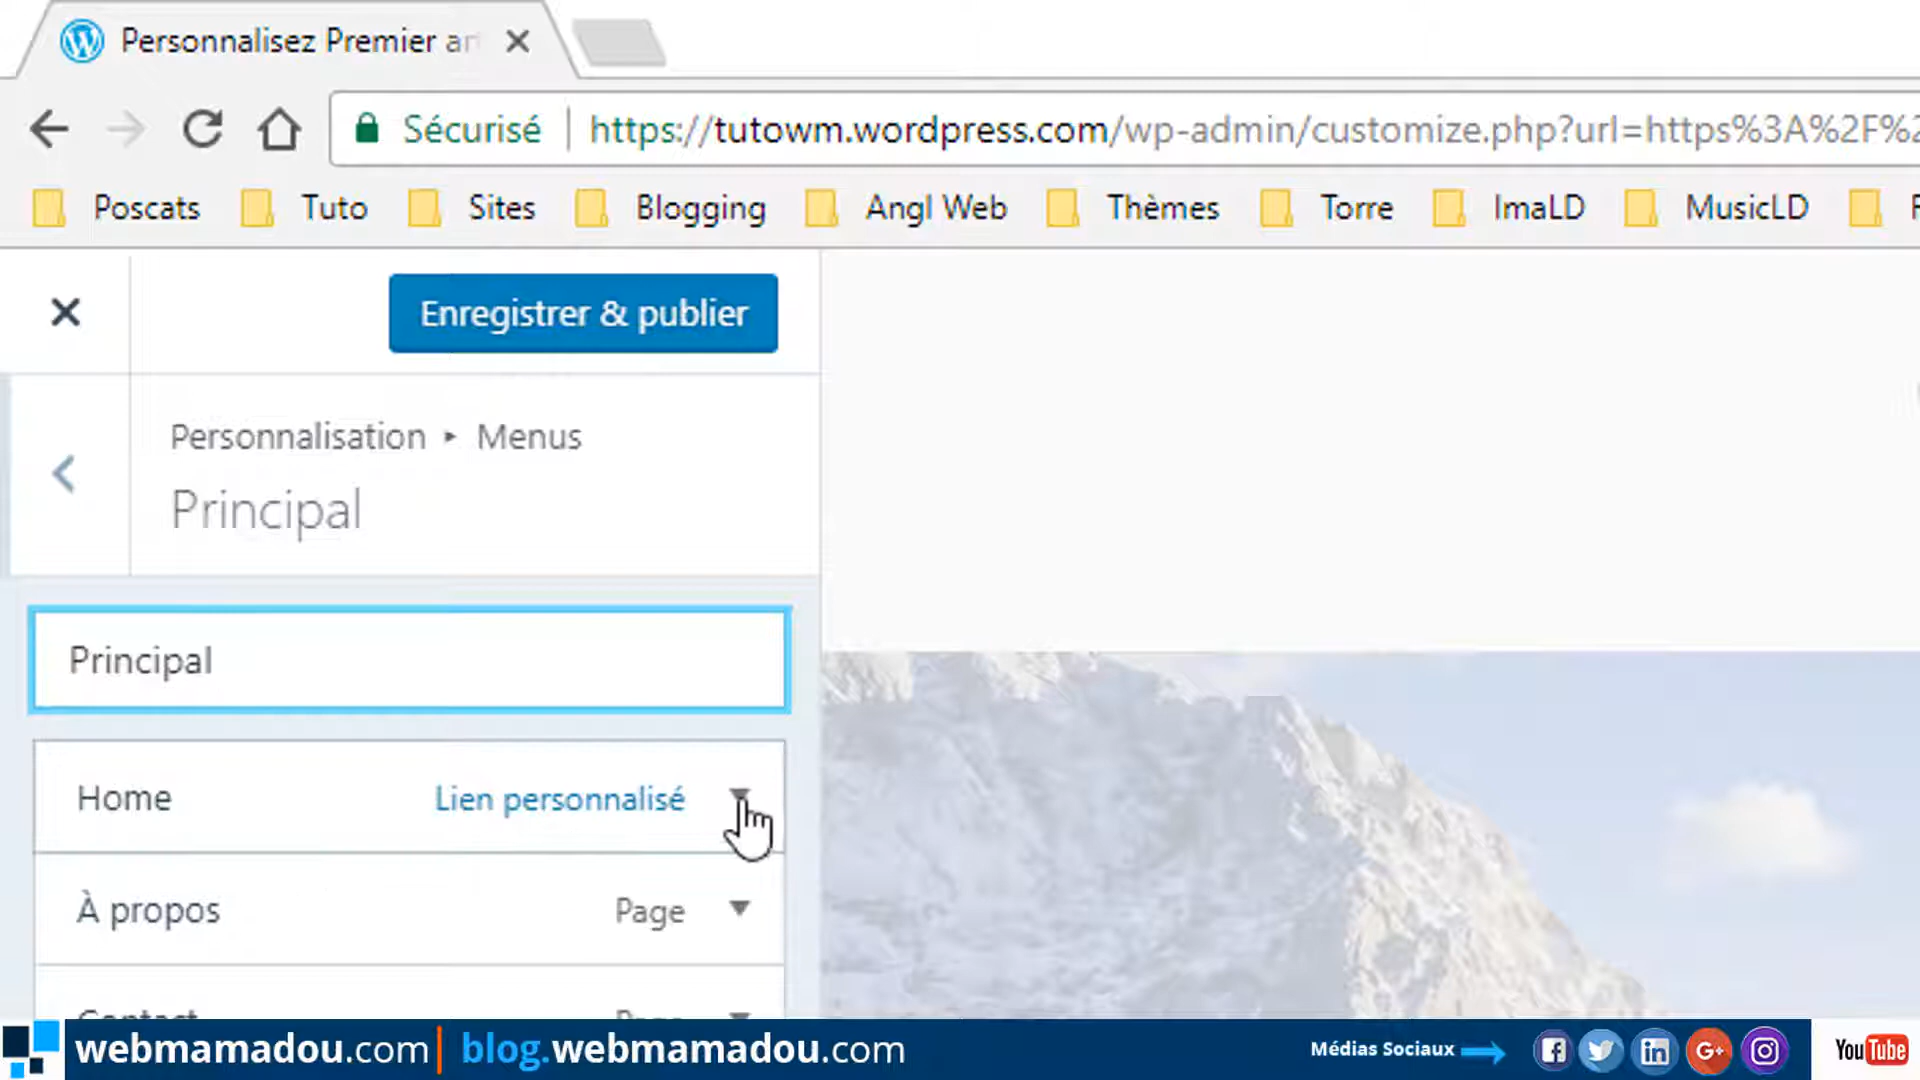 Personnalisez Premier ar
Sécurisé https://tutowm.wordpress.com/wp-admin/customize.php?url=https%3A%2F%2
Poscats Tuto Sites Blogging Angl Web Thèmes Torre ImaLD MusicLD
Enregistrer & publier
Personnalisation ▸ Menus
Principal
Principal
Home Lien personnalisé
À propos Page
Contact Page
webmamadou.com | blog.webmamadou.com Médias Sociaux YouTube